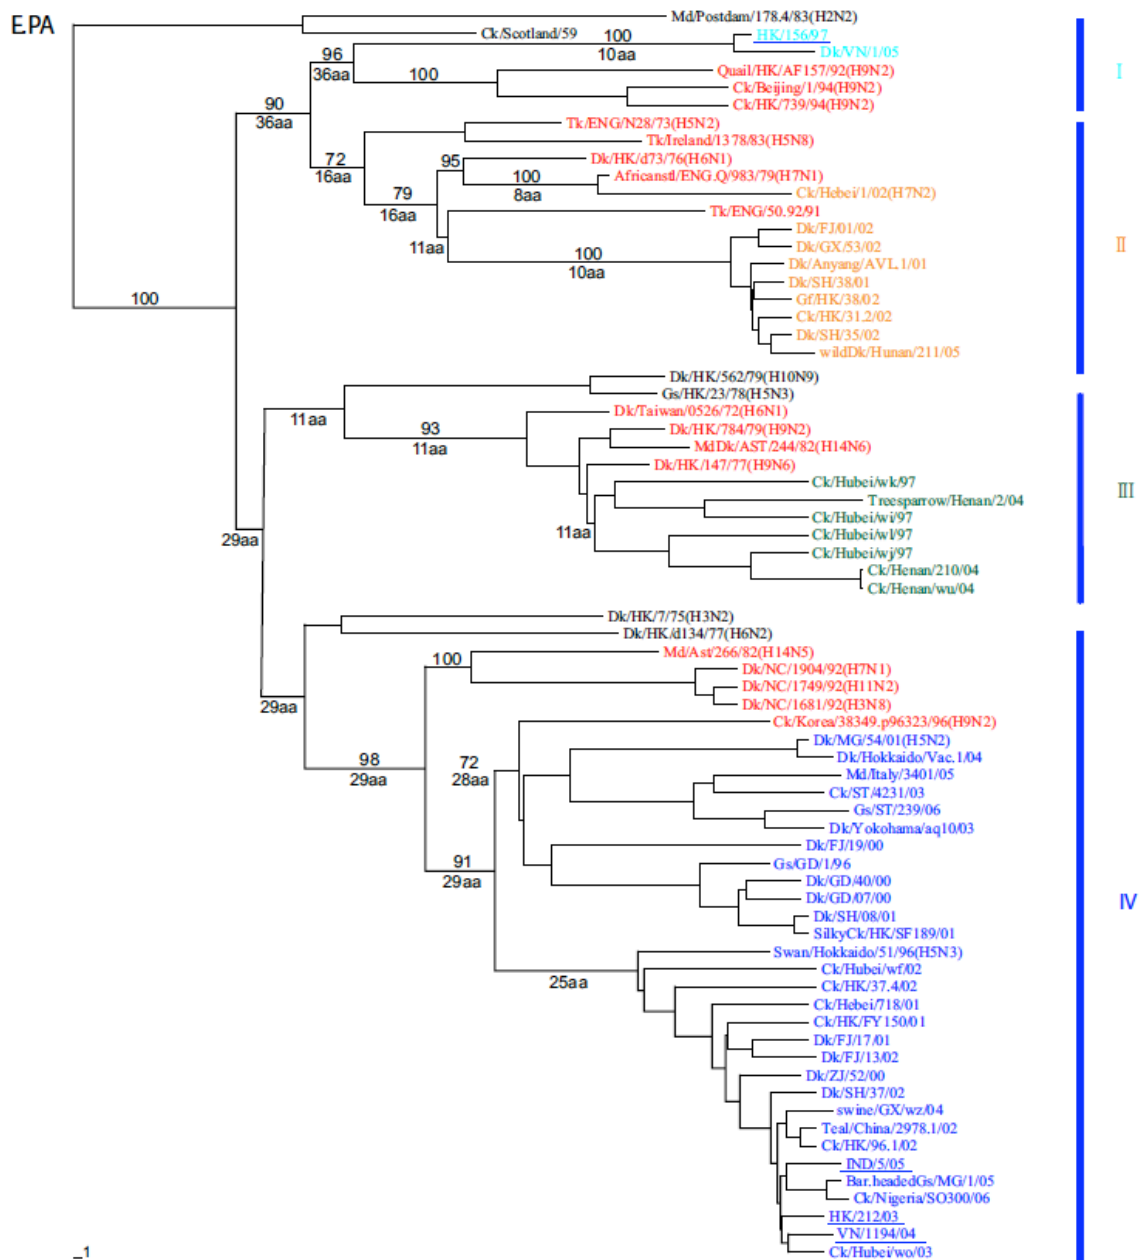 E.PA
Md/Postdam/178.4/83(H2N2)
Ck/Scotland/59
100
HK/156/97
10aa
Dk/VN/1/05
96
36aa
100
Quail/HK/AF157/92(H9N2)
I
Ck/Beijing/1/94(H9N2)
Ck/HK/739/94(H9N2)
90
36aa
Tk/ENG/N28/73(H5N2)
Tk/Ireland/1378/83(H5N8)
72
16aa
95
Dk/HK/d73/76(H6N1)
100
8aa
Africanstl/ENG.Q/983/79(H7N1)
Ck/Hebei/1/02(H7N2)
79
16aa
Tk/ENG/50.92/91
11aa
Dk/FJ/01/02
100
10aa
Dk/GX/53/02
II
Dk/Anyang/AVL.1/01
Dk/SH/38/01
100
Gf/HK/38/02
Ck/HK/31.2/02
Dk/SH/35/02
wildDk/Hunan/211/05
Dk/HK/562/79(H10N9)
Gs/HK/23/78(H5N3)
11aa
Dk/Taiwan/0526/72(H6N1)
93
11aa
Dk/HK/784/79(H9N2)
MdDk/AST/244/82(H14N6)
Dk/HK/147/77(H9N6)
Ck/Hubei/wk/97
III
Treesparrow/Henan/2/04
Ck/Hubei/wi/97
11aa
Ck/Hubei/wl/97
29aa
Ck/Hubei/wj/97
Ck/Henan/210/04
Ck/Henan/wu/04
Dk/HK/7/75(H3N2)
Dk/HK/d134/77(H6N2)
100
Md/Ast/266/82(H14N5)
Dk/NC/1904/92(H7N1)
Dk/NC/1749/92(H11N2)
Dk/NC/1681/92(H3N8)
29aa
Ck/Korea/38349.p96323/96(H9N2)
Dk/MG/54/01(H5N2)
98
29aa
72
28aa
Dk/Hokkaido/Vac.1/04
Md/Italy/3401/05
Ck/ST/4231/03
Gs/ST/239/06
Dk/Yokohama/aq10/03
Dk/FJ/19/00
91
29aa
Gs/GD/1/96
Dk/GD/40/00
Dk/GD/07/00
IV
Dk/SH/08/01
SilkyCk/HK/SF189/01
Swan/Hokkaido/51/96(H5N3)
25aa
Ck/Hubei/wf/02
Ck/HK/37.4/02
Ck/Hebei/718/01
Ck/HK/FY150/01
Dk/FJ/17/01
Dk/FJ/13/02
Dk/ZJ/52/00
Dk/SH/37/02
swine/GX/wz/04
Teal/China/2978.1/02
Ck/HK/96.1/02
IND/5/05
Bar.headedGs/MG/1/05
Ck/Nigeria/SO300/06
HK/212/03
VN/1194/04
Ck/Hubei/wo/03
_1